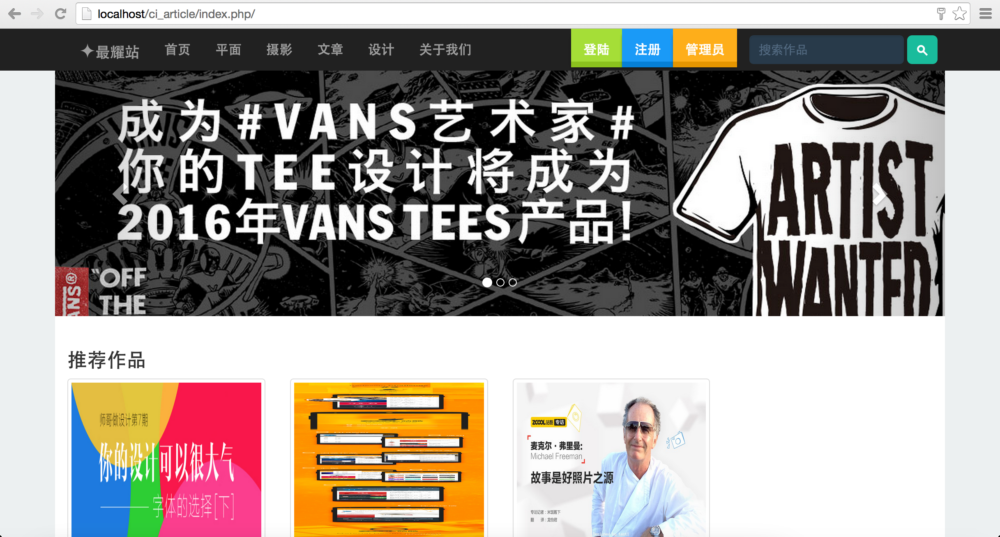 localhost/ci_article/index.php/
✦最耀站
首页
平面
摄影
文章
设计
关于我们
登陆
注册
管理员
搜索作品
成为#VANS艺术家#
你的TEE设计将成为
2016年VANS TEES产品!
ARTIST
WANTED
ANS®
"OFF
THE
推荐作品
师哥做设计第7期
你的设计可以很大气
字体的选择[下]
ZCOOL站酷 专访
麦克尔·弗里曼:
Michael Freeman
故事是好照片之源
专访记者：米饭殿下
翻 译：龙怡君
Designed by test1